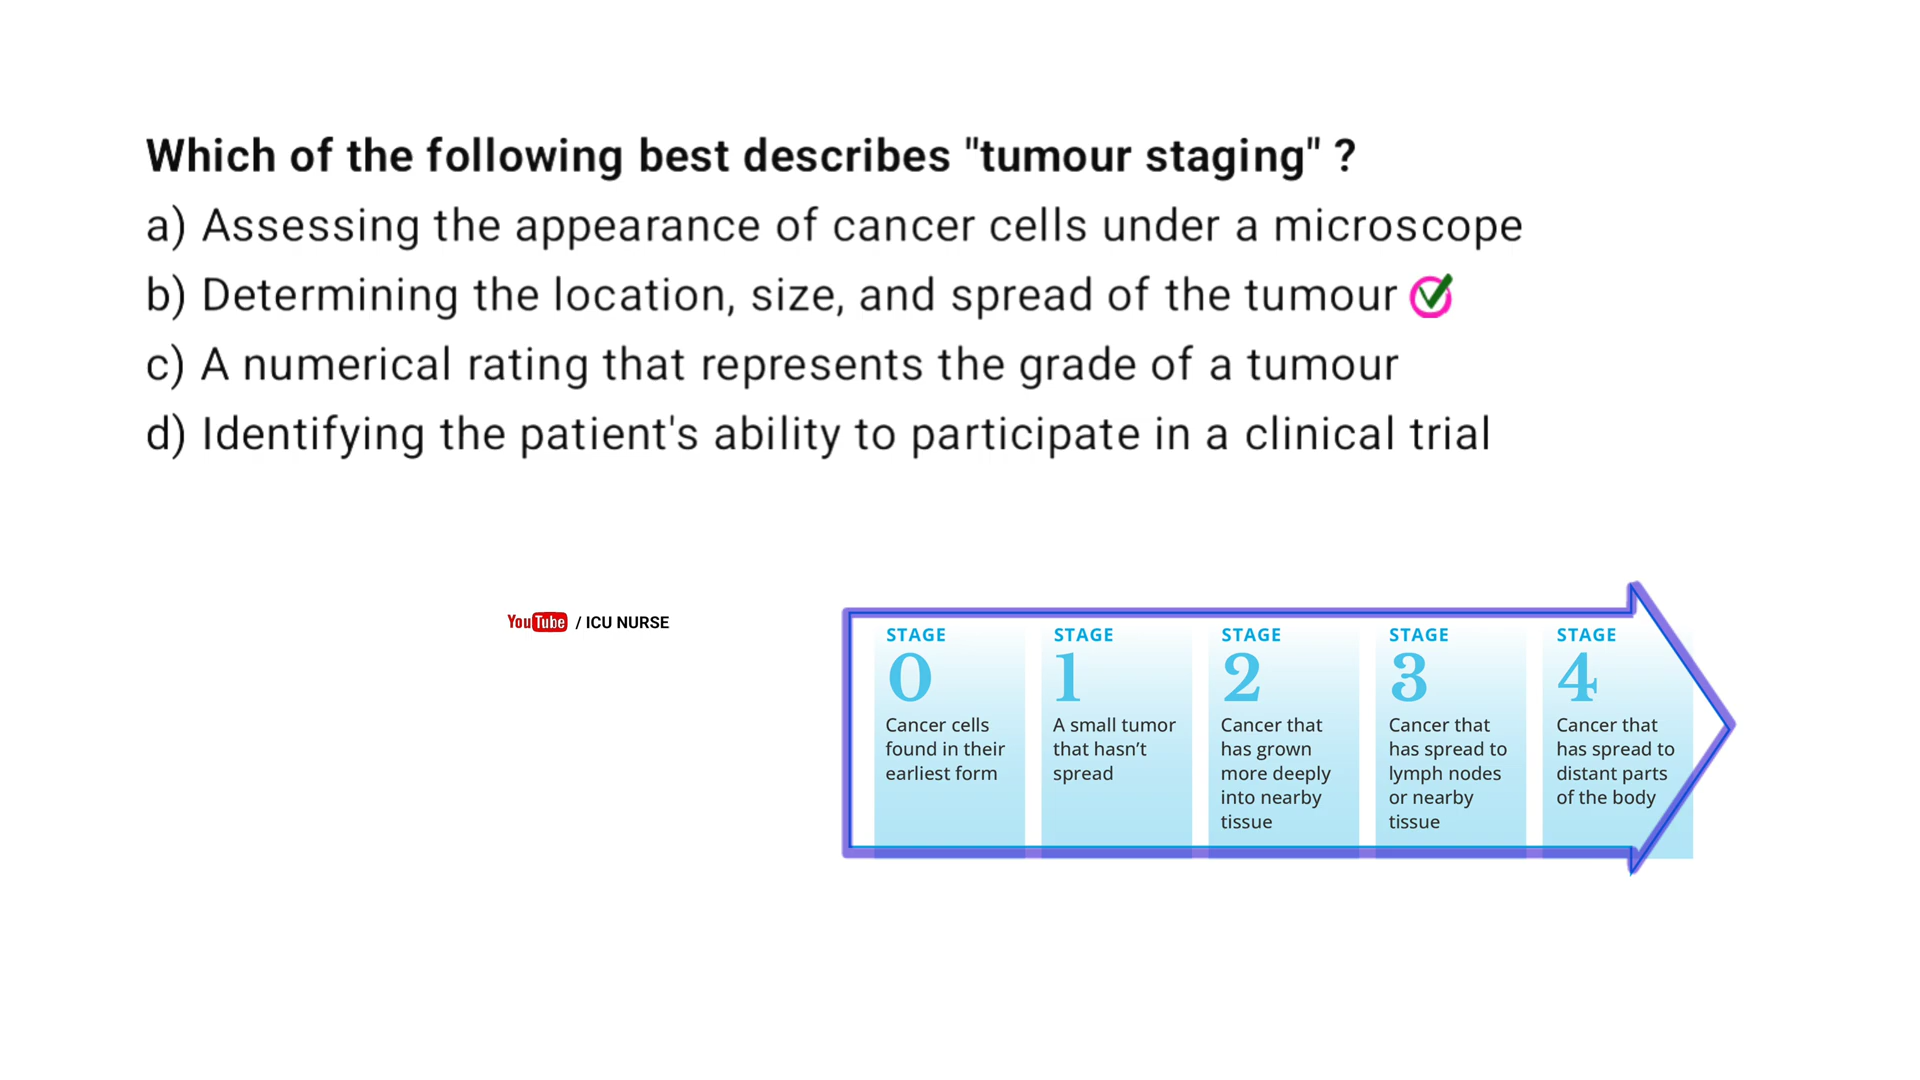 Which of the following best describes "tumour staging" ?
a) Assessing the appearance of cancer cells under a microscope
b) Determining the location, size, and spread of the tumour
c) A numerical rating that represents the grade of a tumour
d) Identifying the patient's ability to participate in a clinical trial
YouTube / ICU NURSE
STAGE
0
Cancer cells
found in their
earliest form
STAGE
1
A small tumor
that hasn’t
spread
STAGE
2
Cancer that
has grown
more deeply
into nearby
tissue
STAGE
3
Cancer that
has spread to
lymph nodes
or nearby
tissue
STAGE
4
Cancer that
has spread to
distant parts
of the body